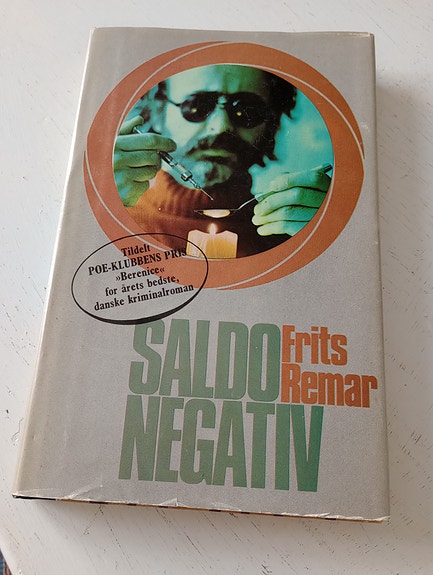 Tildelt
POE-KLUBBENS PRIS
»Berenice«
for årets bedste,
danske kriminalroman
SALDO
NEGATIV
Frits
Remar